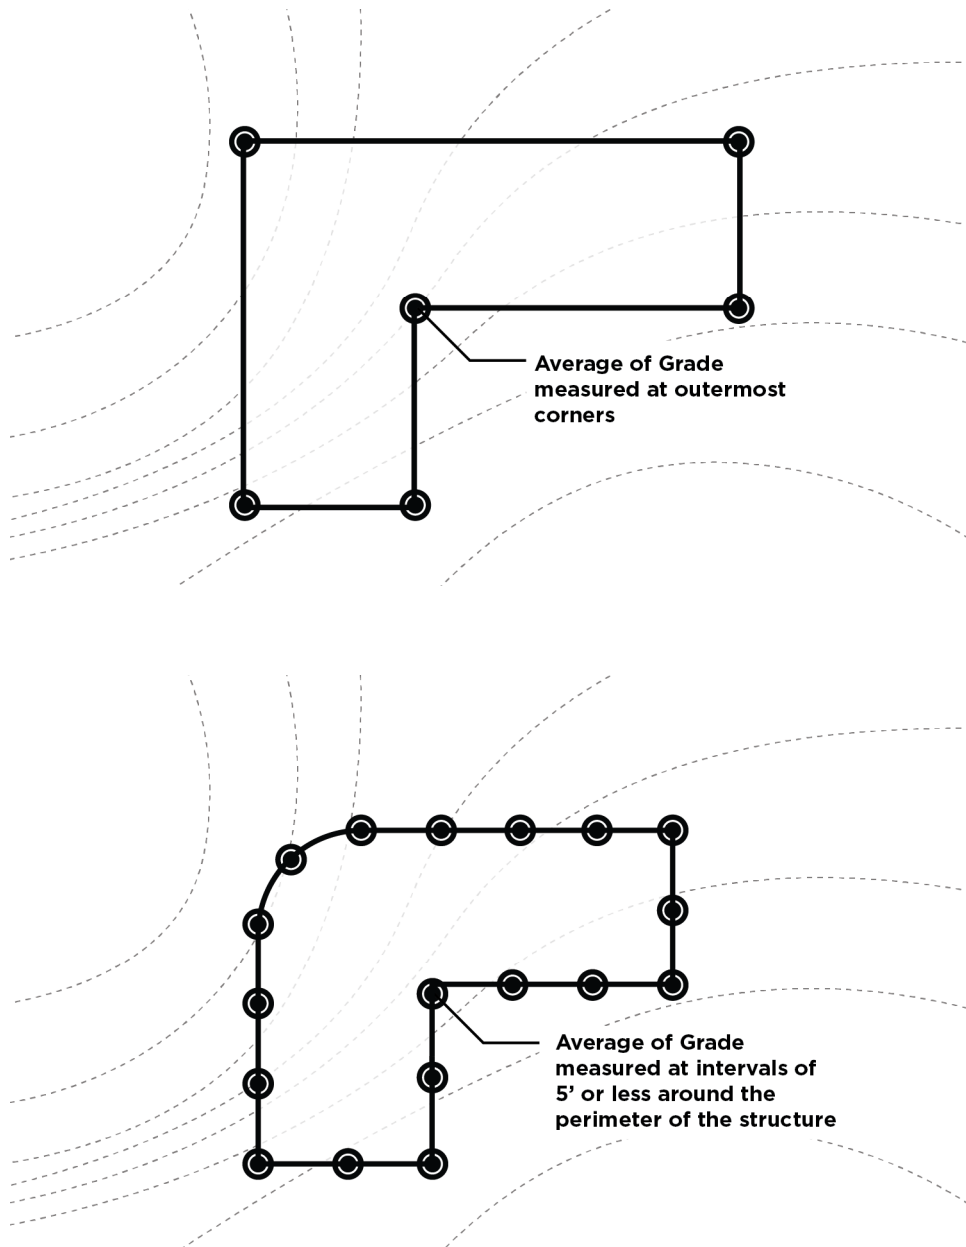 Average of Grade
measured at outermost
corners
Average of Grade
measured at intervals of
5’ or less around the
perimeter of the structure